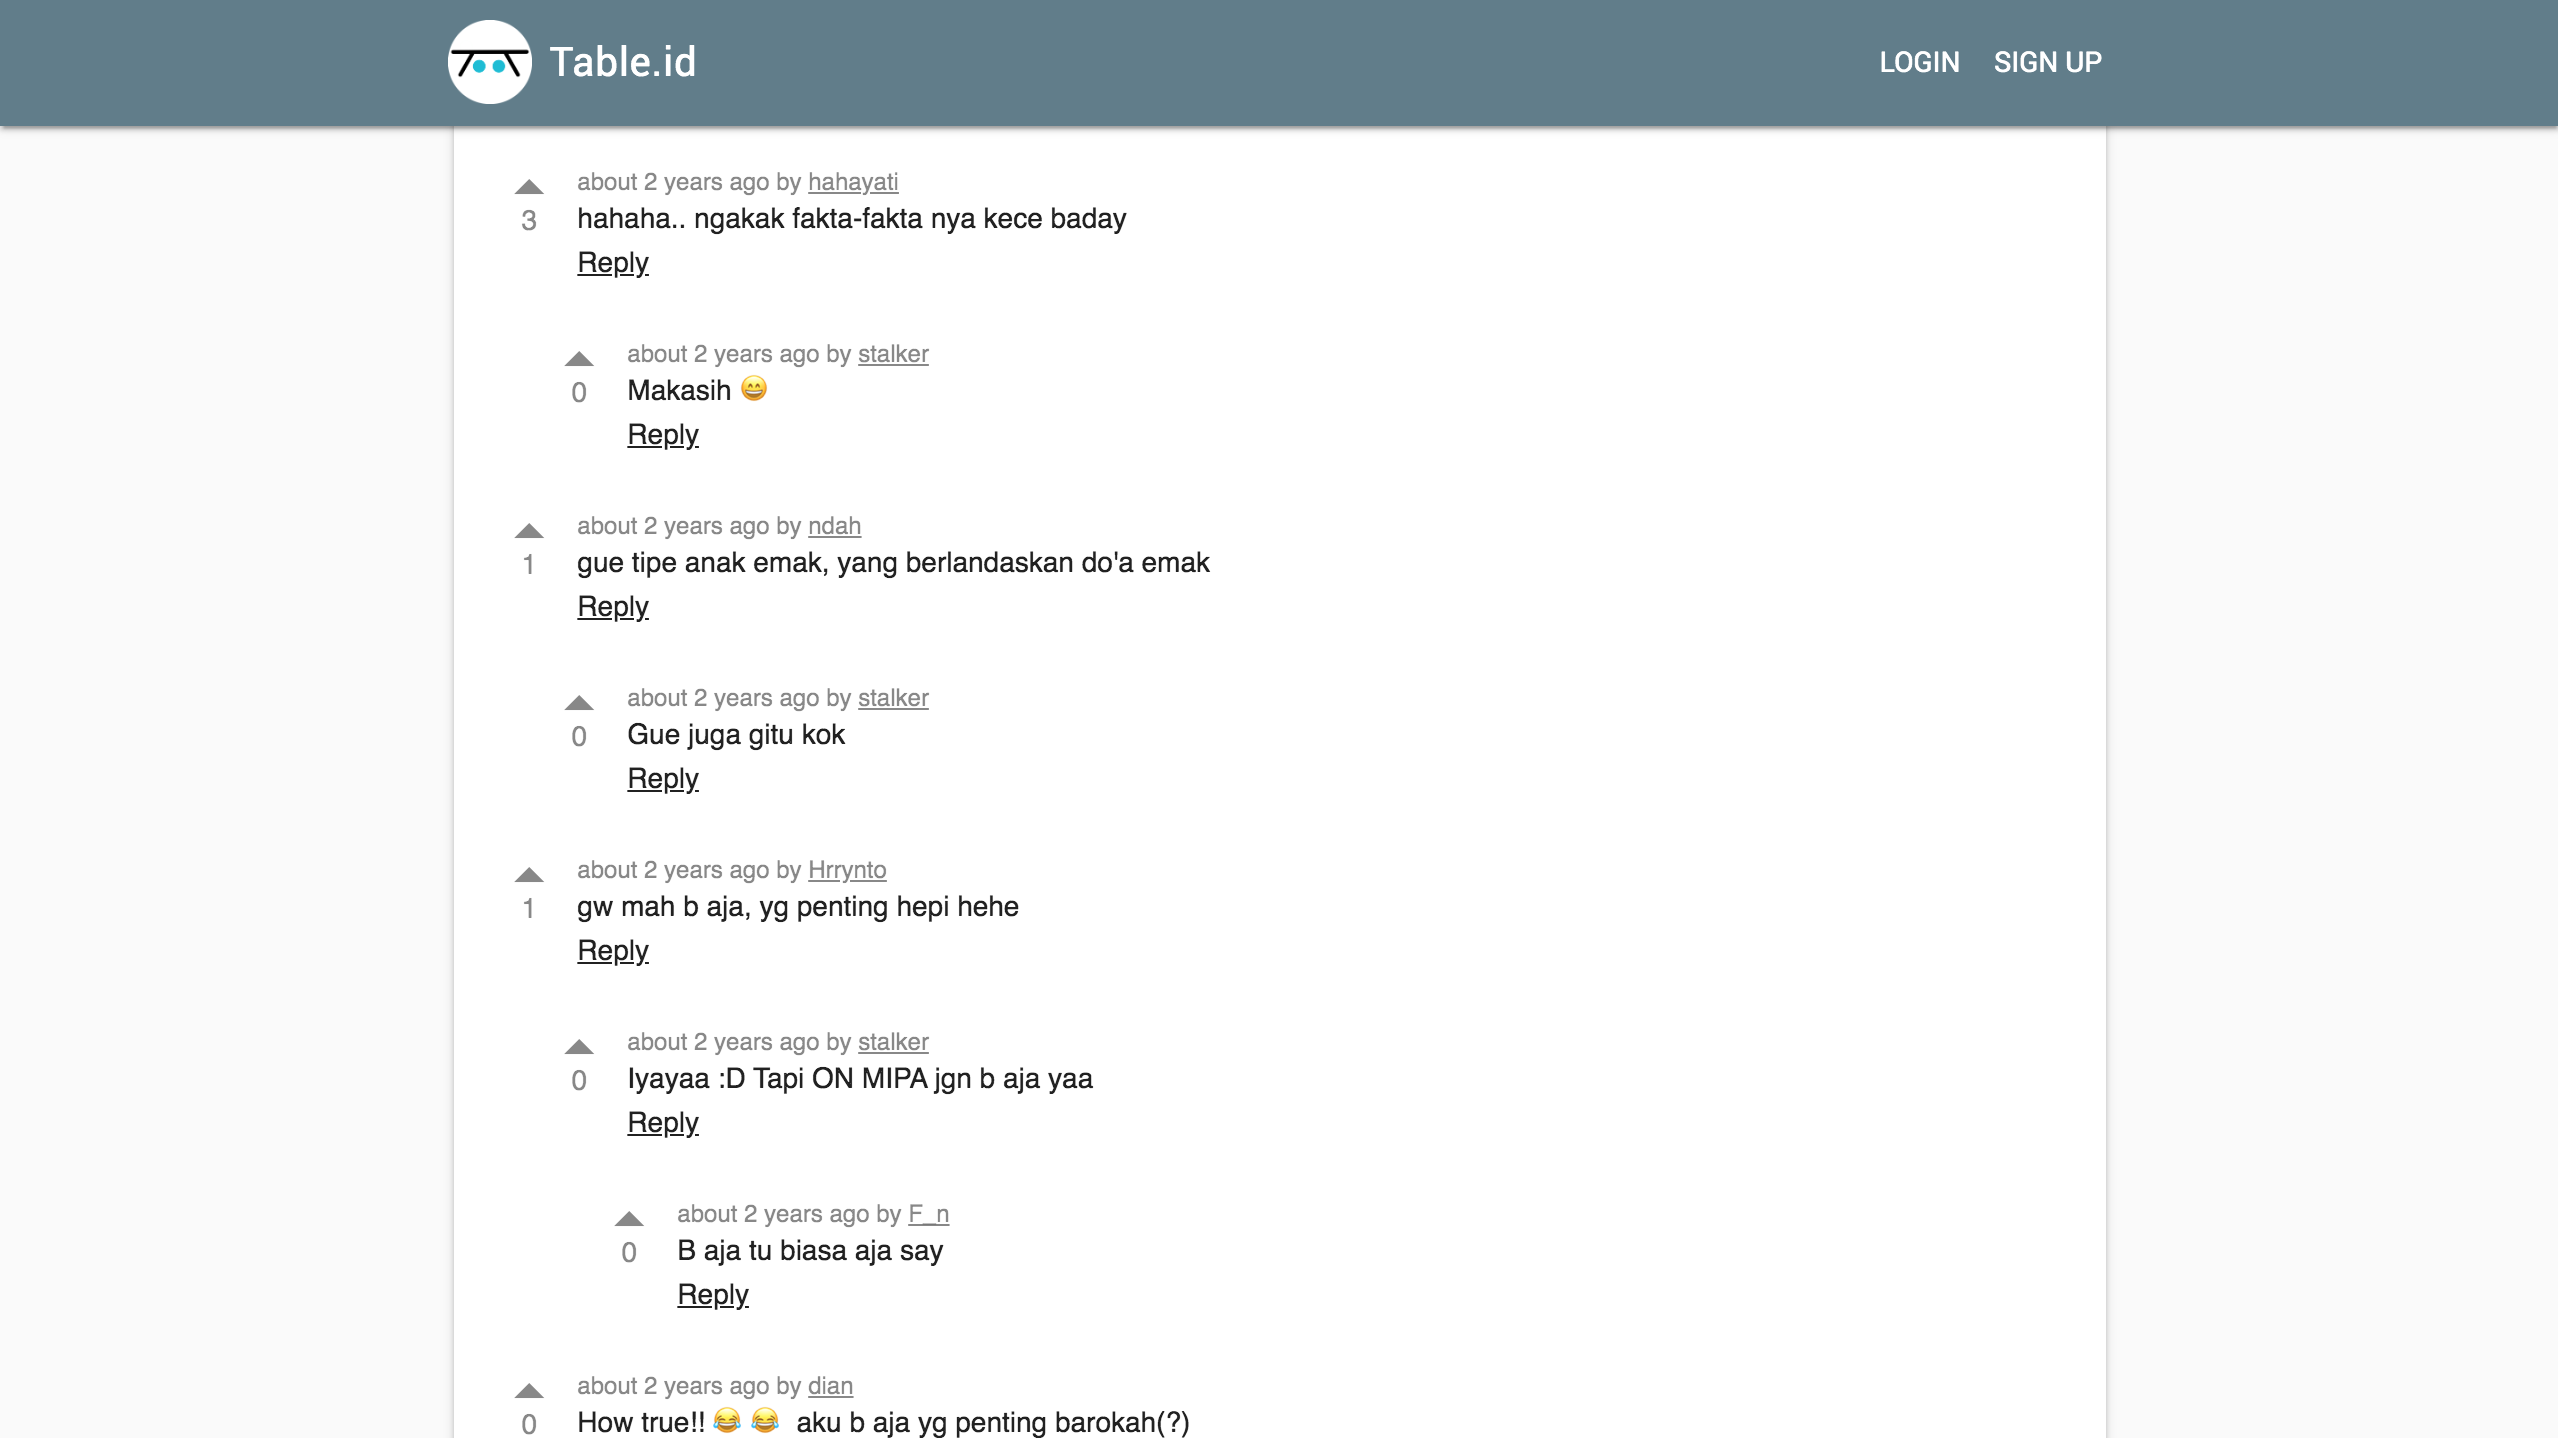 Table.id
LOGIN SIGN UP
about 2 years ago by hahayati
3 hahaha.. ngakak fakta-fakta nya kece baday
Reply
about 2 years ago by stalker
0 Makasih 😄
Reply
about 2 years ago by ndah
1 gue tipe anak emak, yang berlandaskan do'a emak
Reply
about 2 years ago by stalker
0 Gue juga gitu kok
Reply
about 2 years ago by Hrrynto
1 gw mah b aja, yg penting hepi hehe
Reply
about 2 years ago by stalker
0 Iyayaa :D Tapi ON MIPA jgn b aja yaa
Reply
about 2 years ago by F_n
0 B aja tu biasa aja say
Reply
about 2 years ago by dian
0 How true!! 😂 😂 aku b aja yg penting barokah(?)